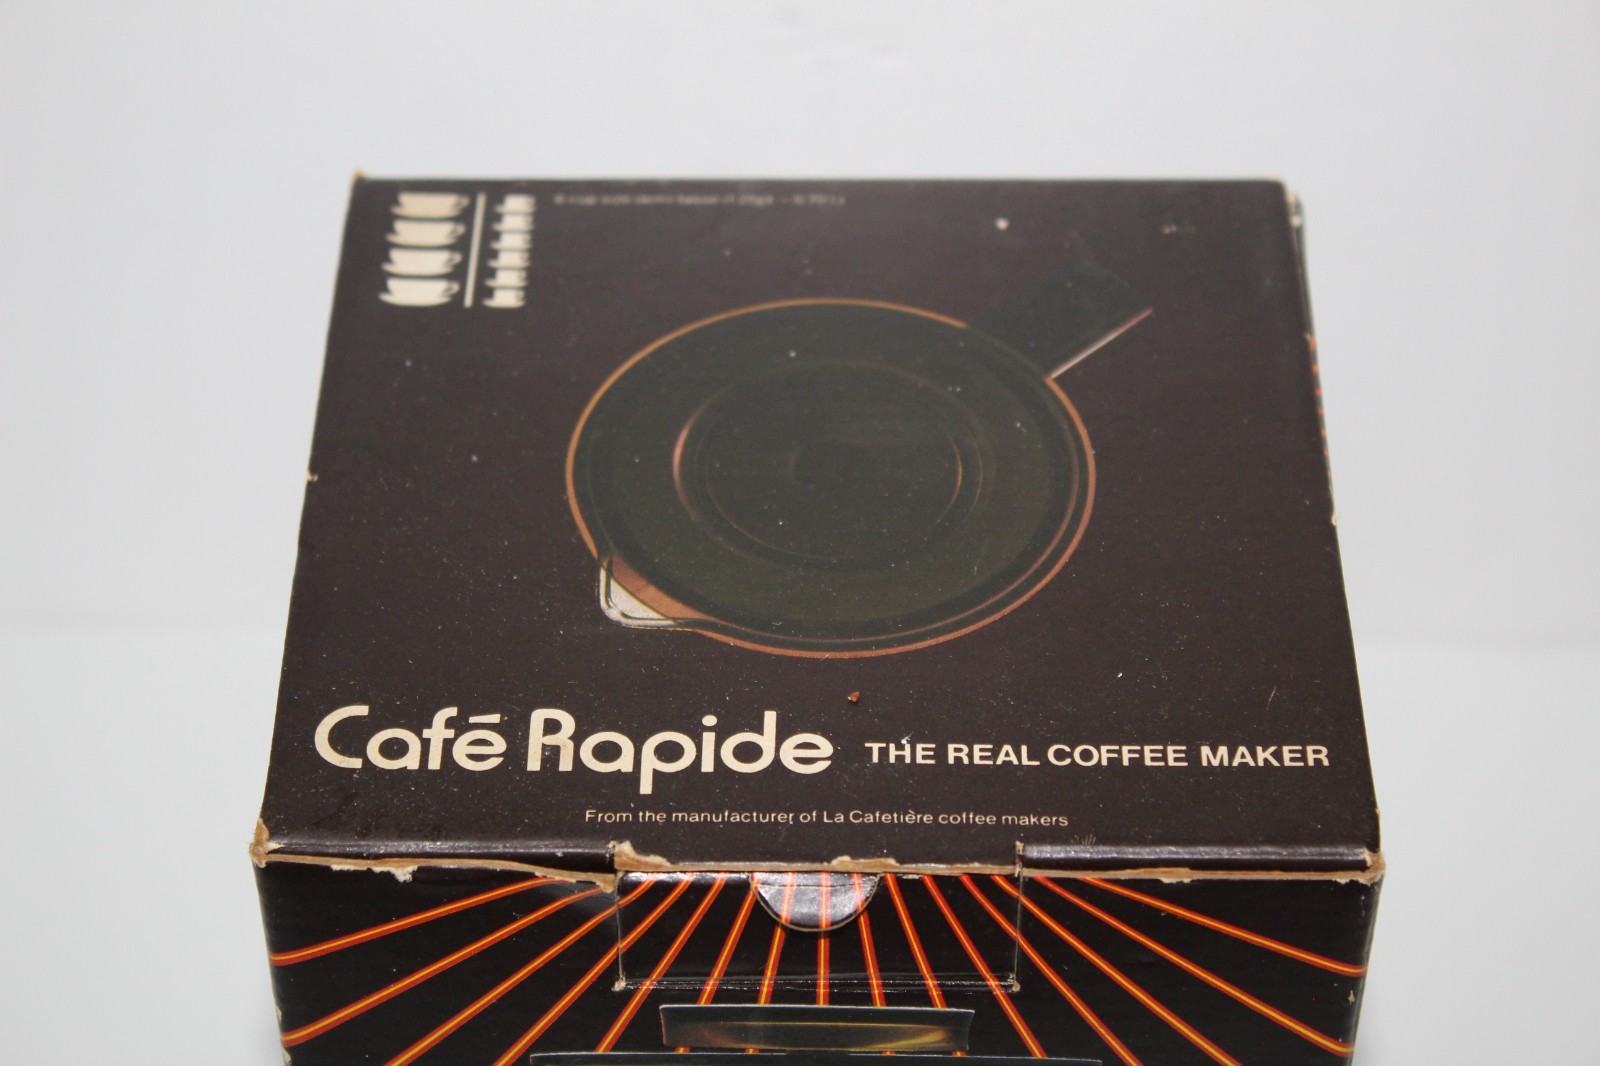 Café Rapide THE REAL COFFEE MAKER
From the manufacturer of La Cafetière coffee makers